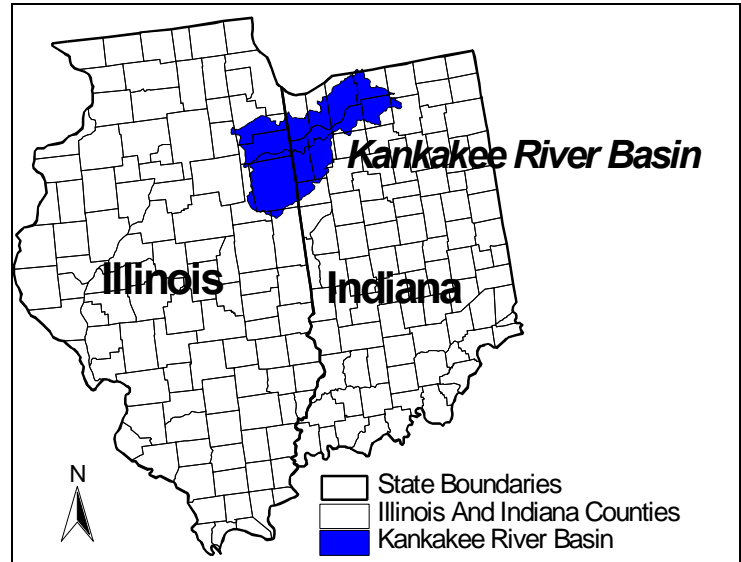 Kankakee River Basin
Illinois
Indiana
N
State Boundaries
Illinois And Indiana Counties
Kankakee River Basin